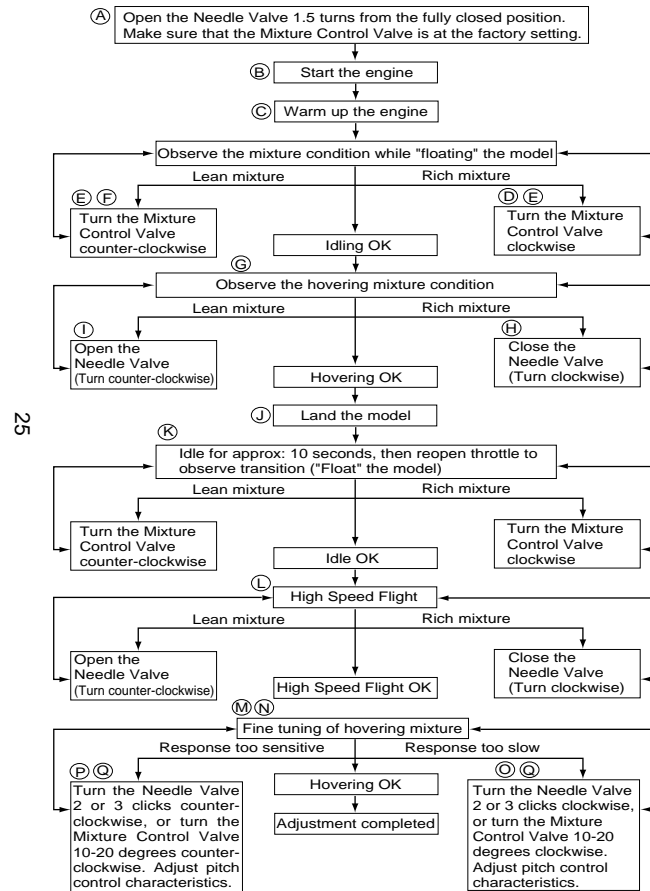 A
Open the Needle Valve 1.5 turns from the fully closed position.
Make sure that the Mixture Control Valve is at the factory setting.
B
Start the engine
C
Warm up the engine
Observe the mixture condition while "floating" the model
Lean mixture
Rich mixture
E F
Turn the Mixture
Control Valve
counter-clockwise
D E
Turn the Mixture
Control Valve
clockwise
Idling OK
G
Observe the hovering mixture condition
Lean mixture
Rich mixture
I
Open the
Needle Valve
(Turn counter-clockwise)
H
Close the
Needle Valve
(Turn clockwise)
Hovering OK
J
Land the model
K
Idle for approx: 10 seconds, then reopen throttle to
observe transition ("Float" the model)
Lean mixture
Rich mixture
Turn the Mixture
Control Valve
counter-clockwise
Turn the Mixture
Control Valve
clockwise
Idle OK
L
High Speed Flight
Lean mixture
Rich mixture
Open the
Needle Valve
(Turn counter-clockwise)
Close the
Needle Valve
(Turn clockwise)
High Speed Flight OK
M N
Fine tuning of hovering mixture
Response too sensitive
Response too slow
P Q
Turn the Needle Valve
2 or 3 clicks counter-
clockwise, or turn the
Mixture Control Valve
10-20 degrees counter-
clockwise. Adjust pitch
control characteristics.
O Q
Turn the Needle Valve
2 or 3 clicks clockwise,
or turn the Mixture
Control Valve 10-20
degrees clockwise.
Adjust pitch control
characteristics.
Hovering OK
Adjustment completed
25